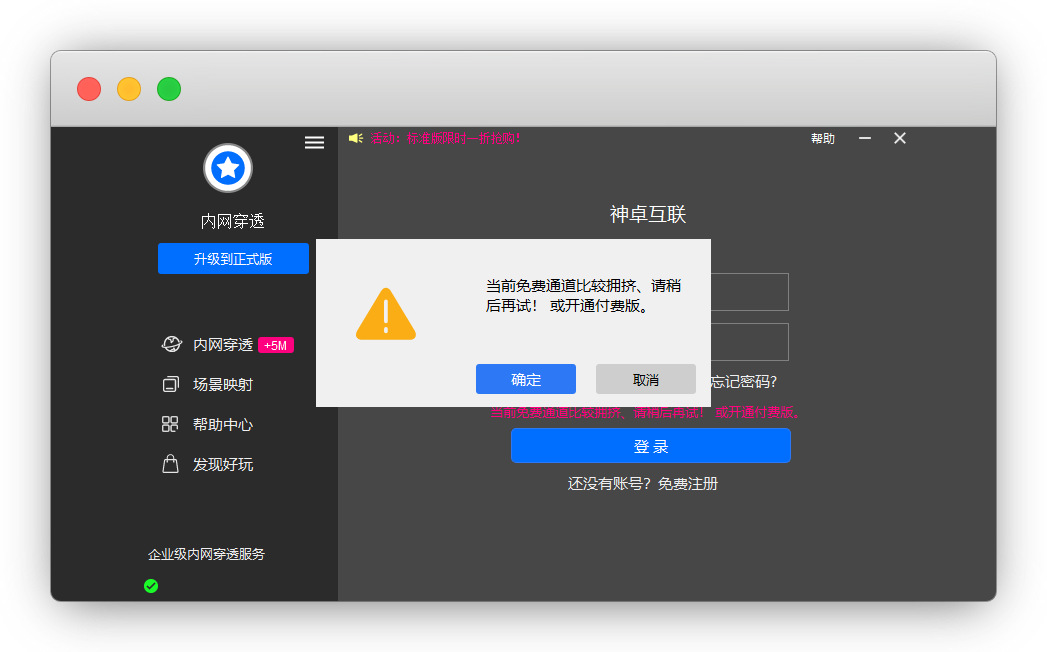 活动：标准版限时一折抢购！
帮助
内网穿透
升级到正式版
内网穿透 +5M
场景映射
帮助中心
发现好玩
企业级内网穿透服务
神卓互联
当前免费通道比较拥挤、请稍
后再试！ 或开通付费版。
确定
取消
忘记密码?
当前免费通道比较拥挤、请稍后再试！ 或开通付费版。
登 录
还没有账号？免费注册